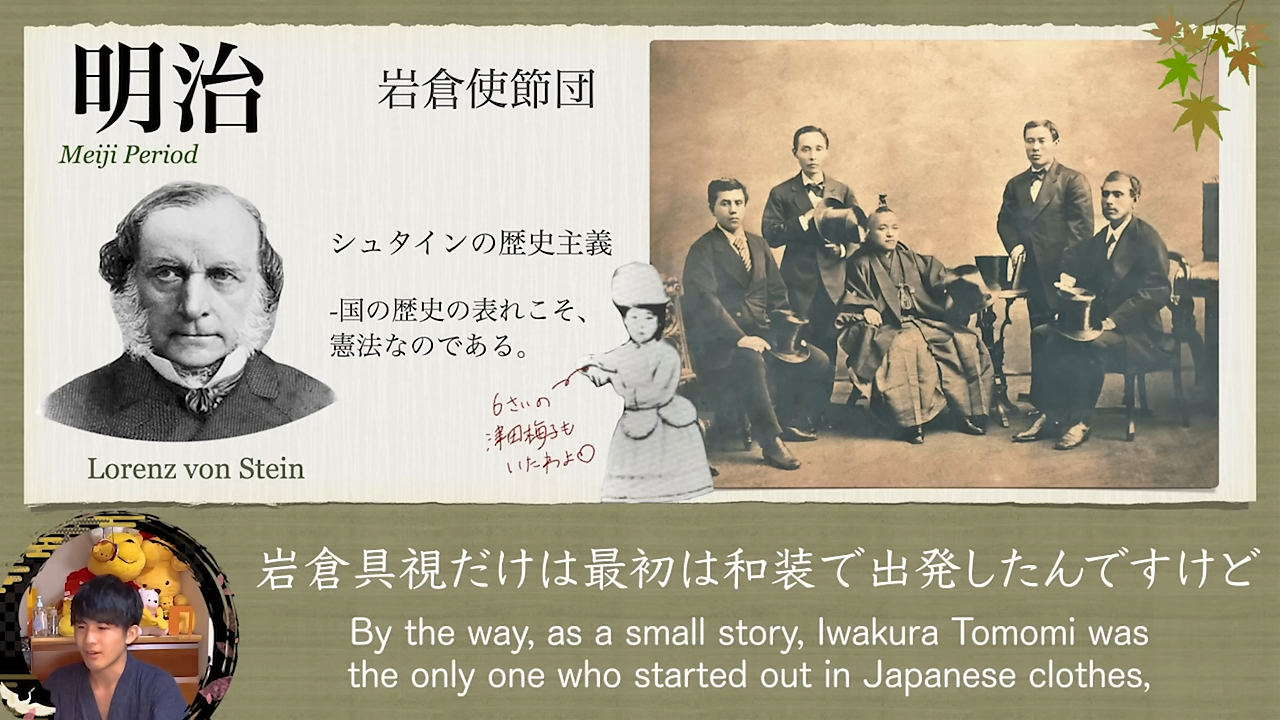 明治
Meiji Period
岩倉使節団
シュタインの歴史主義
-国の歴史の表れこそ、
憲法なのである。
6さいの
津田梅子も
いたわよ♡
Lorenz von Stein
岩倉具視だけは最初は和装で出発したんですけど
By the way, as a small story, Iwakura Tomomi was
the only one who started out in Japanese clothes,